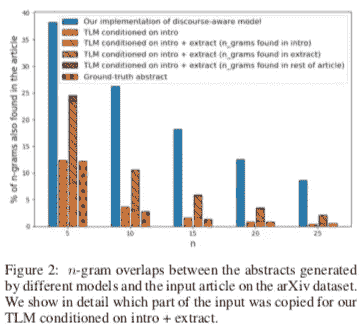 40
35
30
25
20
15
10
5
0
% of n-grams also found in the article
Our implementation of discourse-aware model
TLM conditioned on intro
TLM conditioned on intro + extract (n_grams found in intro)
TLM conditioned on intro + extract (n_grams found in extract)
TLM conditioned on intro + extract (n_grams found in rest of article)
Ground-truth abstract
5 10 15 20 25
n
Figure 2: n-gram overlaps between the abstracts generated
by different models and the input article on the arXiv dataset.
We show in detail which part of the input was copied for our
TLM conditioned on intro + extract.